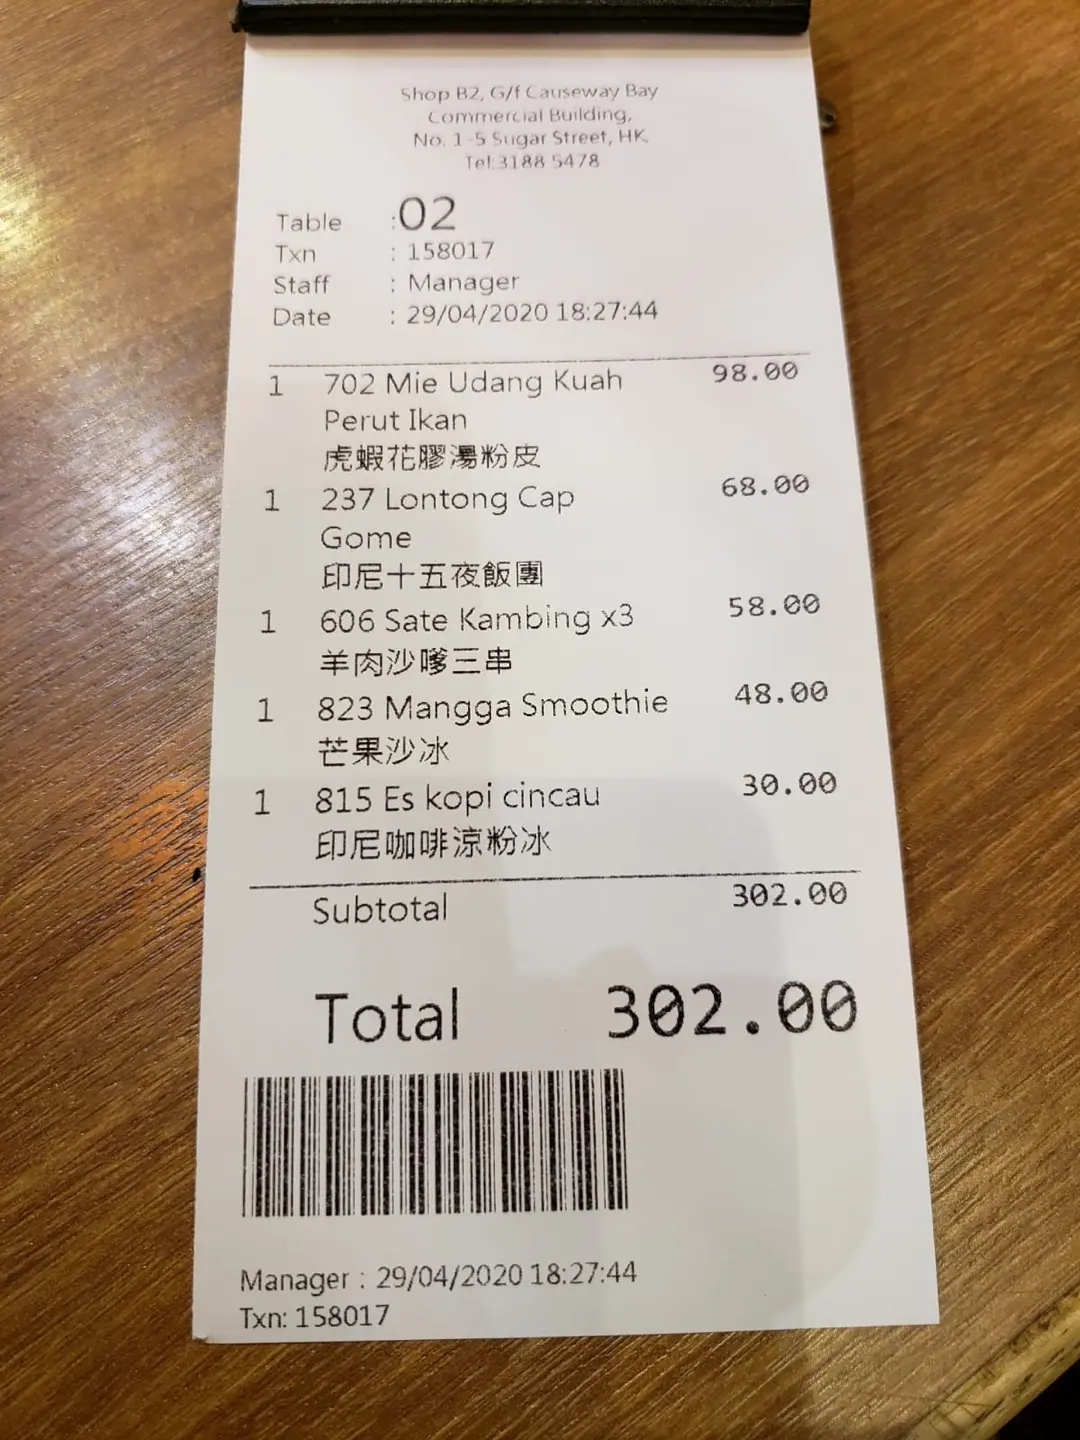 Shop B2, G/f Causeway Bay
Commercial Building,
No. 1-5 Sugar Street, HK.
Tel:3188 5478
Table :02
Txn : 158017
Staff : Manager
Date : 29/04/2020 18:27:44
1 702 Mie Udang Kuah 98.00
Perut Ikan
虎蝦花膠湯粉皮
1 237 Lontong Cap 68.00
Gome
印尼十五夜飯團
1 606 Sate Kambing x3 58.00
羊肉沙嗲三串
1 823 Mangga Smoothie 48.00
芒果沙冰
1 815 Es kopi cincau 30.00
印尼咖啡涼粉冰
Subtotal 302.00
Total 302.00
Manager : 29/04/2020 18:27:44
Txn: 158017